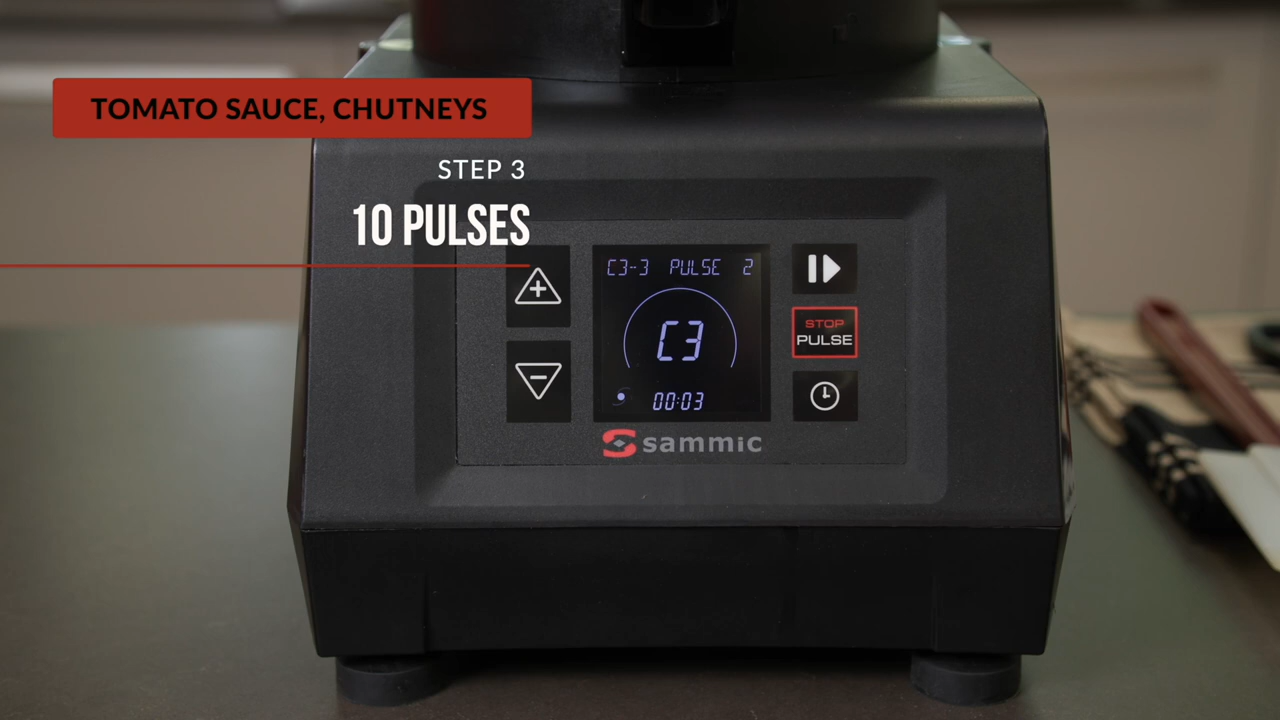 TOMATO SAUCE, CHUTNEYS
STEP 3
10 PULSES
C3-3 PULSE 2
C3
00:03
STOP
PULSE
sammic